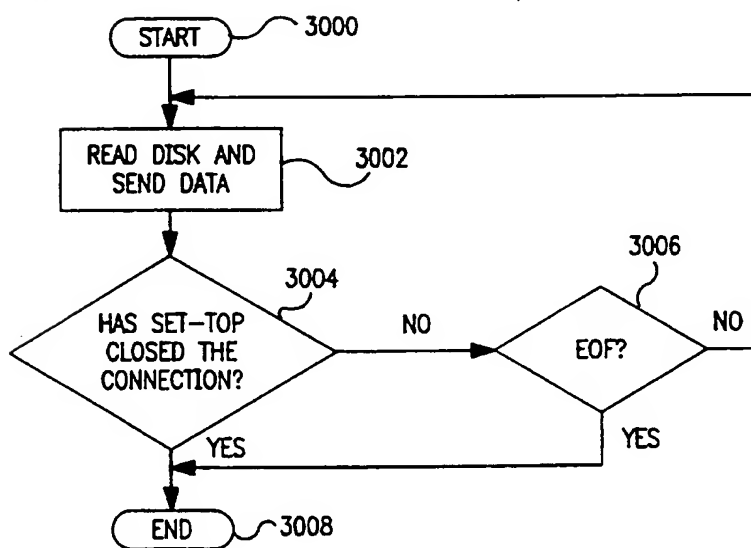 START
3000
READ DISK AND
SEND DATA
3002
HAS SET-TOP
CLOSED THE
CONNECTION?
3004
NO
EOF?
3006
NO
YES
YES
END
3008